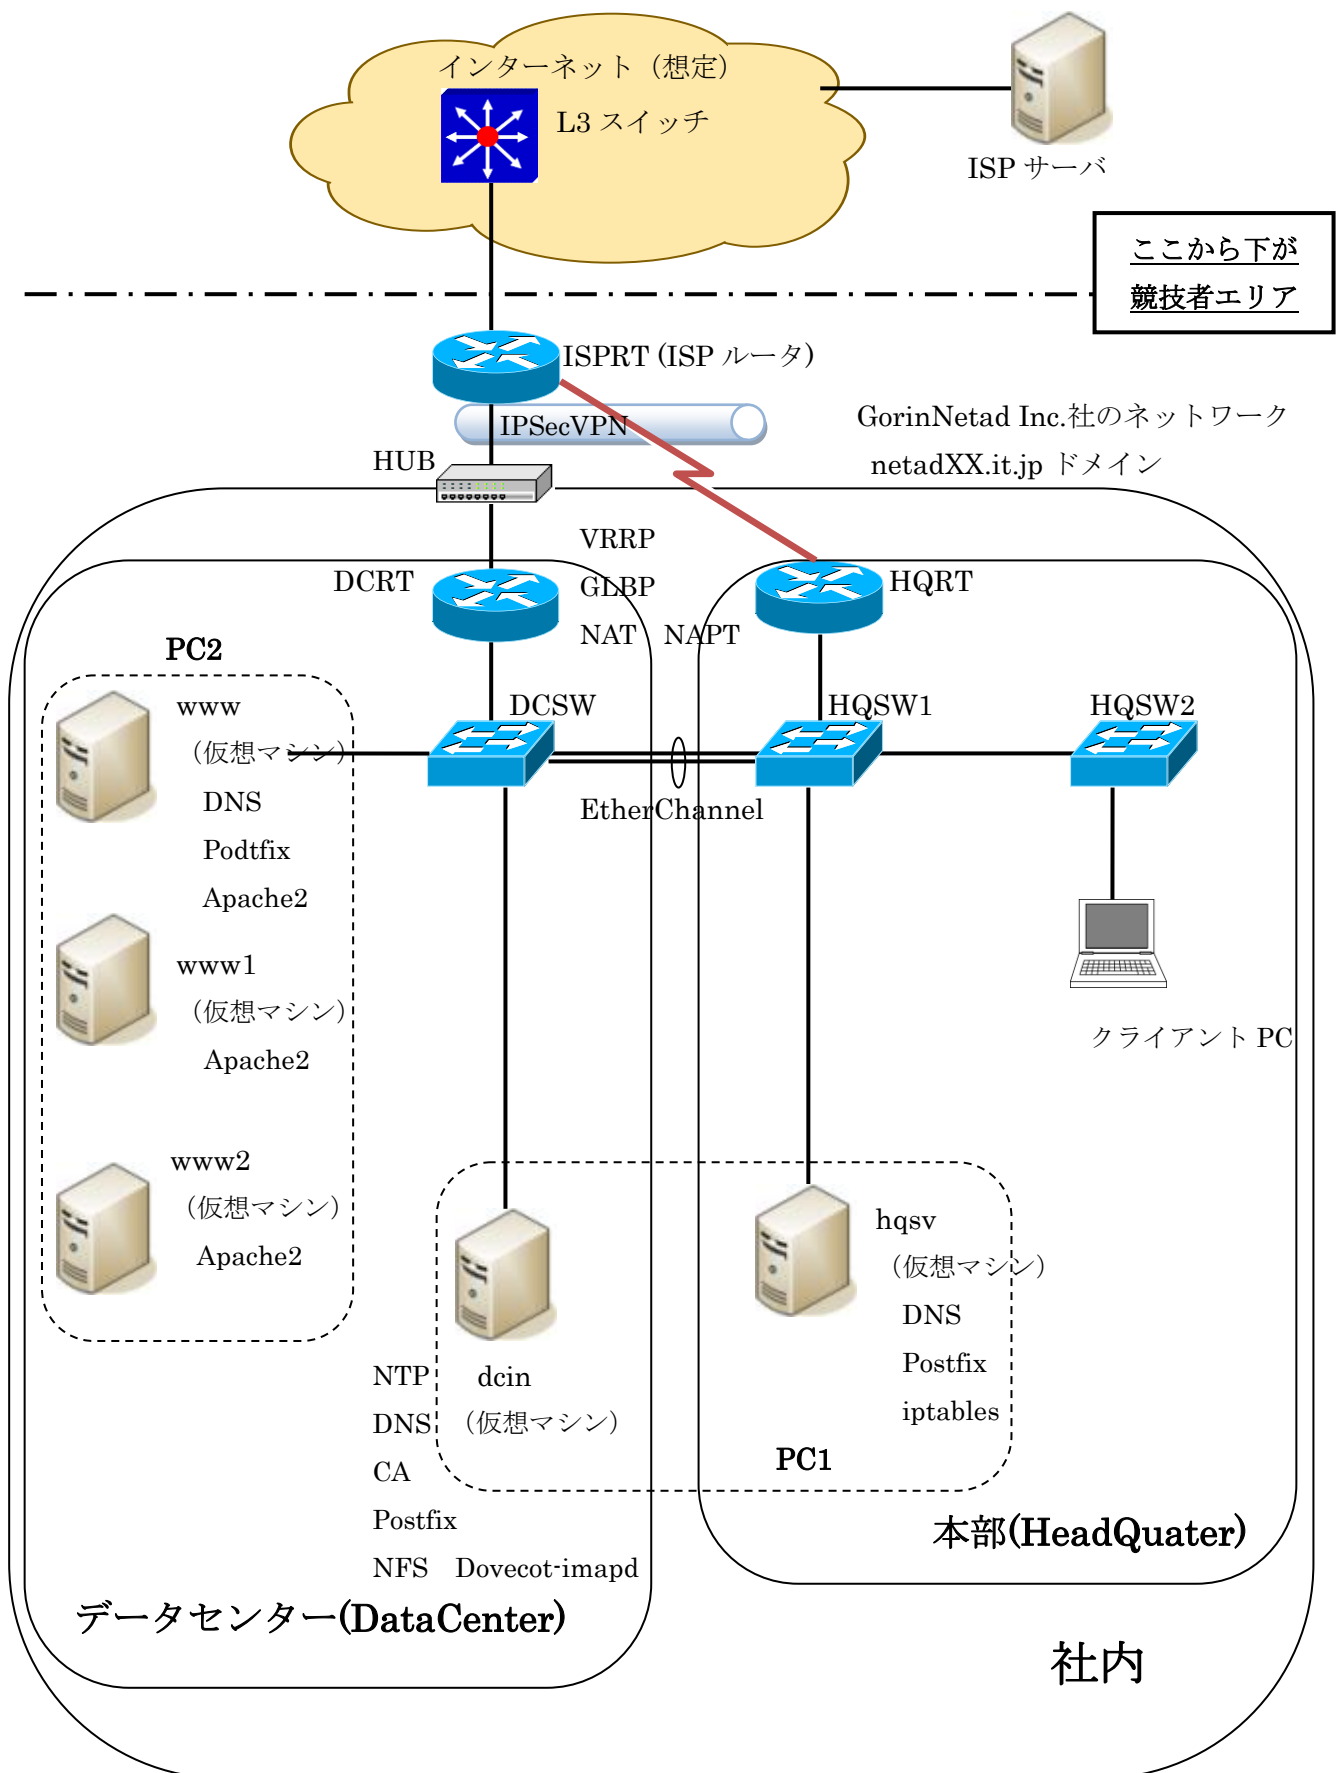 インターネット（想定）
L3 スイッチ
ISP サーバ
ここから下が
競技者エリア
ISPRT (ISP ルータ)
IPSecVPN
GorinNetad Inc.社のネットワーク
netadXX.it.jp ドメイン
HUB
VRRP
DCRT
GLBP
HQRT
NAT
NAPT
PC2
www
（仮想マシン）
DNS
Podtfix
Apache2
DCSW
HQSW1
HQSW2
EtherChannel
www1
（仮想マシン）
Apache2
クライアント PC
www2
（仮想マシン）
Apache2
hqsv
（仮想マシン）
DNS
Postfix
iptables
NTP
dcin
DNS
（仮想マシン）
CA
Postfix
NFS
Dovecot-imapd
PC1
本部(HeadQuater)
データセンター(DataCenter)
社内